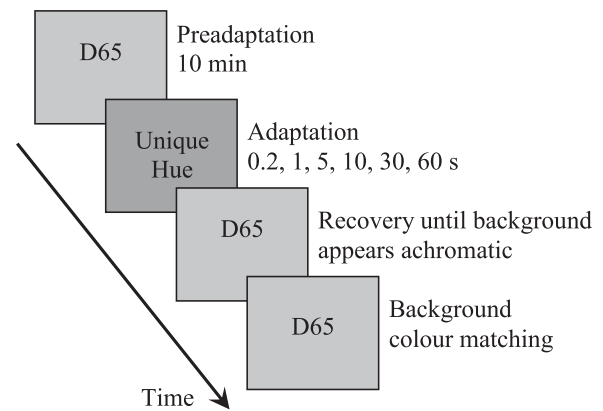 D65
Preadaptation
10 min
Unique
Hue
Adaptation
0.2, 1, 5, 10, 30, 60 s
D65
Recovery until background
appears achromatic
D65
Background
colour matching
Time